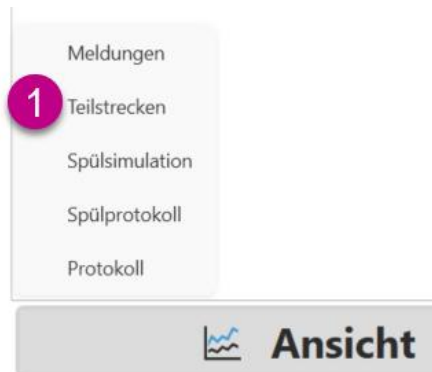 Meldungen
1 Teilstrecken
Spülsimulation
Spülprotokoll
Protokoll
Ansicht